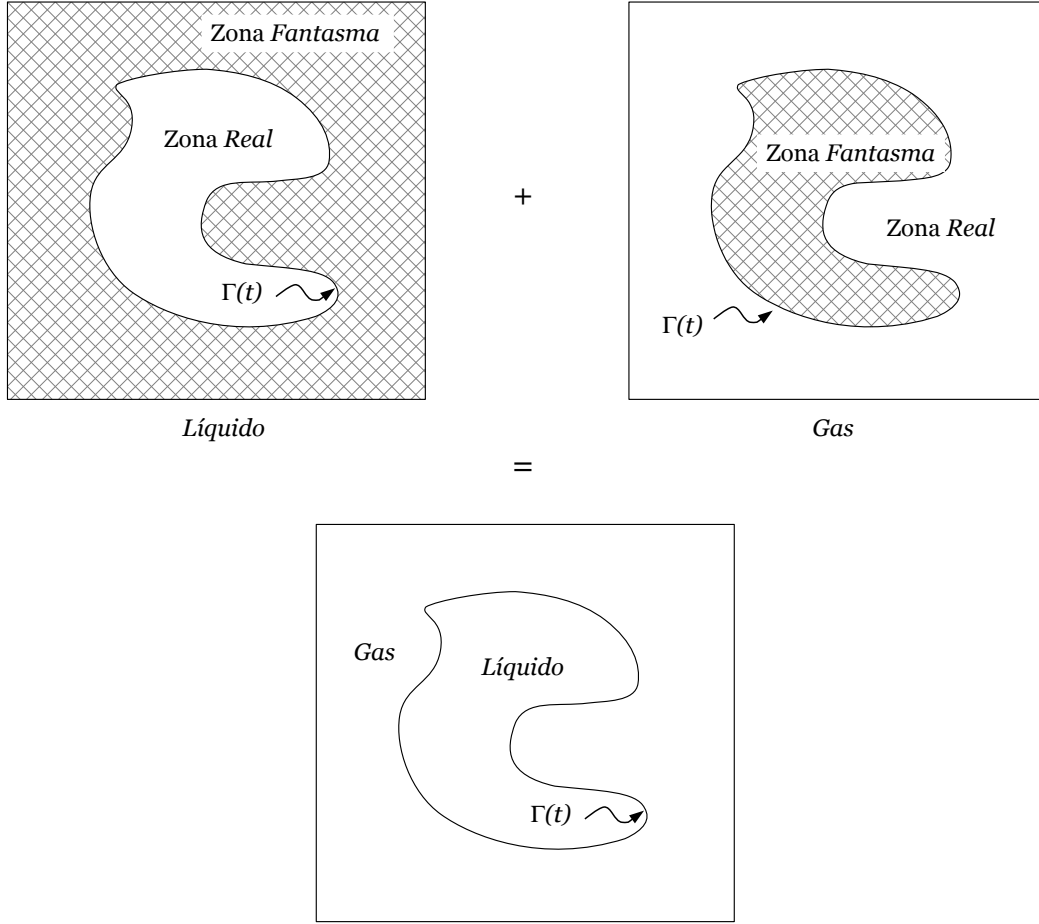 Zona Fantasma
Zona Real
Γ(t)
Líquido
+
Zona Fantasma
Zona Real
Γ(t)
Gas
=
Gas
Líquido
Γ(t)